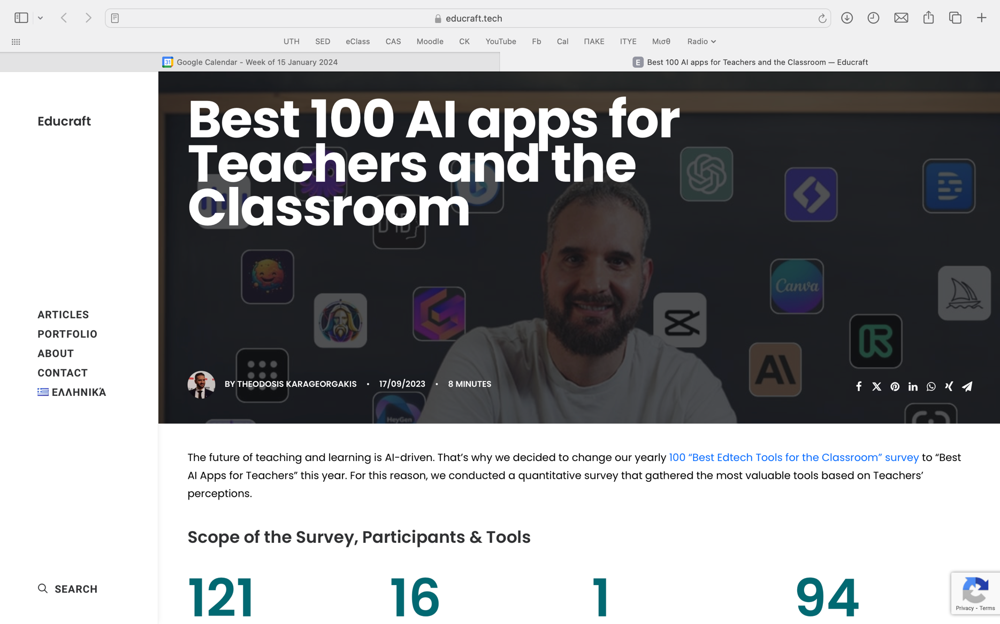 educraft.tech
UTH SED eClass CAS Moodle CK YouTube Fb Cal ΠΑΚΕ ΙΤΥΕ Μισθ Radio
31 Google Calendar - Week of 15 January 2024
E Best 100 AI apps for Teachers and the Classroom — Educraft
Educraft
ARTICLES
PORTFOLIO
ABOUT
CONTACT
ΕΛΛΗΝΙΚΆ
SEARCH
Best 100 AI apps for
Teachers and the
Classroom
Canva
HeyGen
BY THEODOSIS KARAGEORGAKIS • 17/09/2023 • 8 MINUTES
The future of teaching and learning is AI-driven. That’s why we decided to change our yearly 100 “Best Edtech Tools for the Classroom” survey to “Best
AI Apps for Teachers” this year. For this reason, we conducted a quantitative survey that gathered the most valuable tools based on Teachers’
perceptions.
Scope of the Survey, Participants & Tools
121 16 1 94
Privacy - Terms